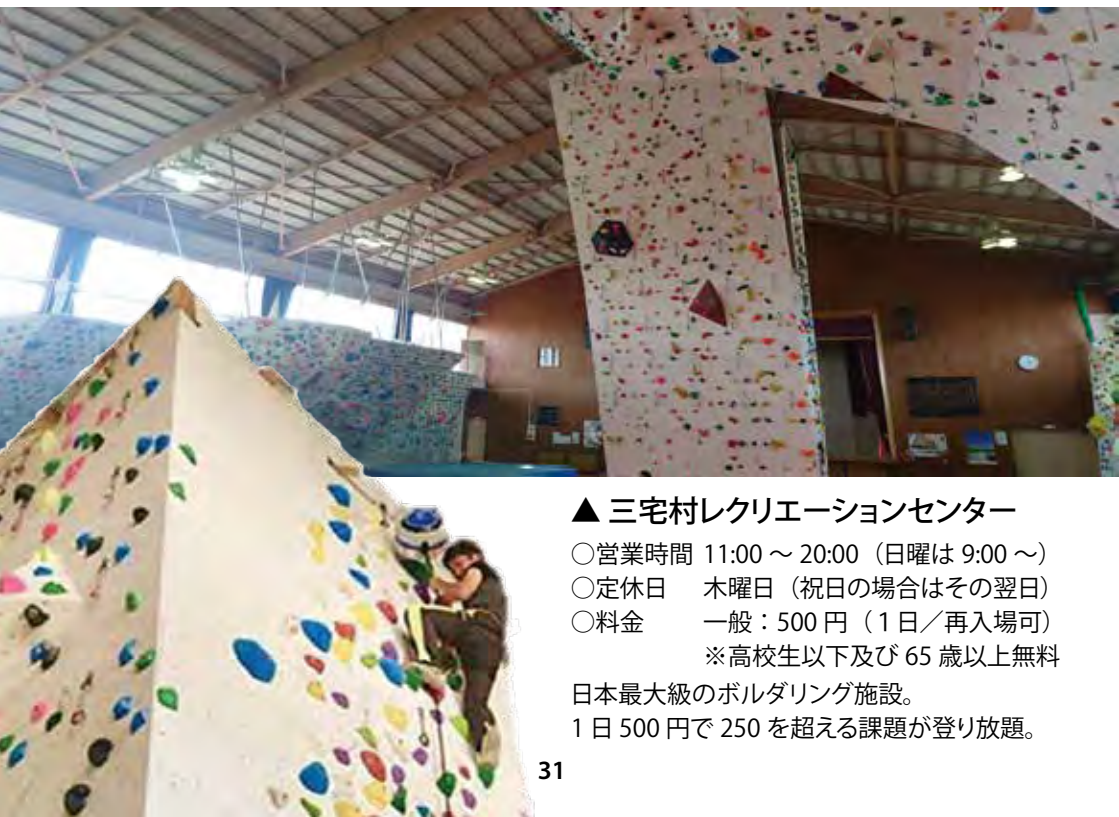 ▲ 三宅村レクリエーションセンター
○営業時間 11:00 ～ 20:00（日曜は 9:00 ～）
○定休日 木曜日（祝日の場合はその翌日）
○料金 一般：500 円（1日／再入場可）
※高校生以下及び 65 歳以上無料
日本最大級のボルダリング施設。
1 日 500 円で 250 を超える課題が登り放題。
31